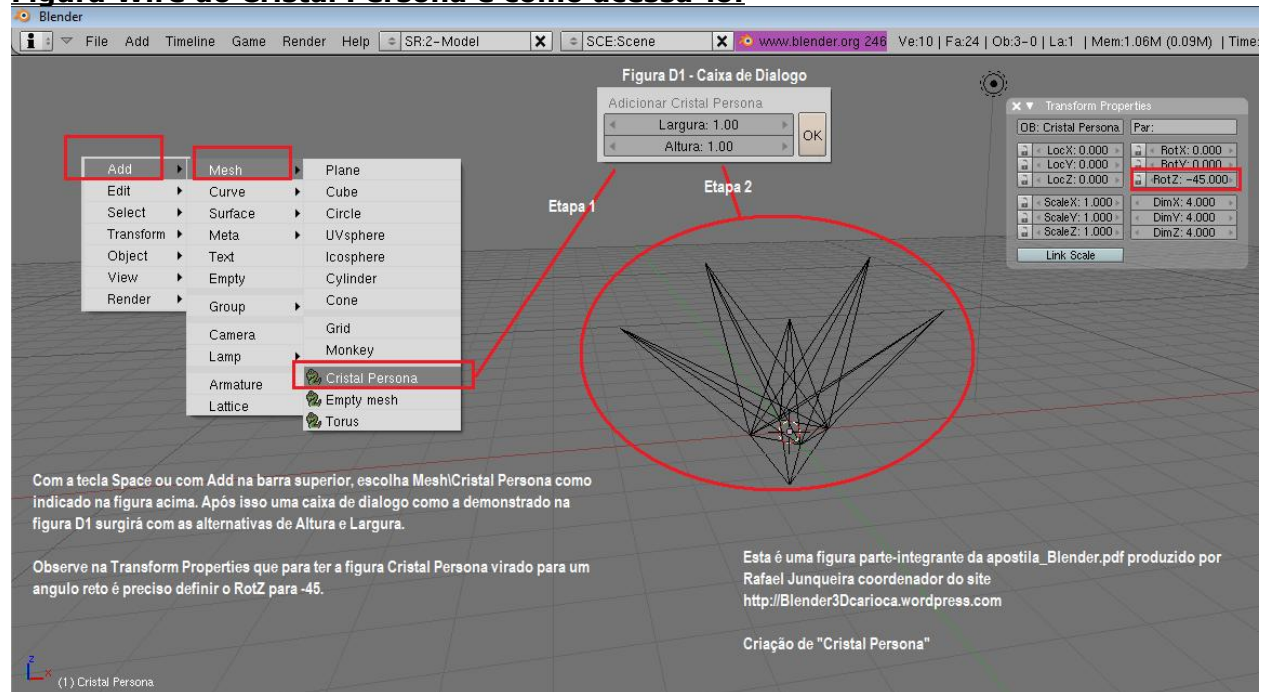 Figura Wire do Cristal Persona e como acessa-lo:
Blender
File Add Timeline Game Render Help SR:2-Model X SCE:Scene X www.blender.org 246 Ve:10 | Fa:24 | Ob:3-0 | La:1 | Mem:1.06M (0.09M) | Time:
Figura D1 - Caixa de Dialogo
Adicionar Cristal Persona
Largura: 1.00
Altura: 1.00
OK
Etapa 1
Etapa 2
Transform Properties
OB: Cristal Persona Par:
LocX: 0.000 RotX: 0.000
LocY: 0.000 RotY: 0.000
LocZ: 0.000 RotZ: -45.000
ScaleX: 1.000 DimX: 4.000
ScaleY: 1.000 DimY: 4.000
ScaleZ: 1.000 DimZ: 4.000
Link Scale
Add
Edit
Select
Transform
Object
View
Render
Mesh
Curve
Surface
Meta
Text
Empty
Group
Camera
Lamp
Armature
Lattice
Plane
Cube
Circle
UVsphere
Icosphere
Cylinder
Cone
Grid
Monkey
Cristal Persona
Empty mesh
Torus
Com a tecla Space ou com Add na barra superior, escolha Mesh\Cristal Persona como
indicado na figura acima. Após isso uma caixa de dialogo como a demonstrado na
figura D1 surgirá com as alternativas de Altura e Largura.
Observe na Transform Properties que para ter a figura Cristal Persona virado para um
angulo reto é preciso definir o RotZ para -45.
Esta é uma figura parte-integrante da apostila_Blender.pdf produzido por
Rafael Junqueira coordenador do site
http://Blender3Dcarioca.wordpress.com
Criação de "Cristal Persona"
z
x
(1) Cristal Persona